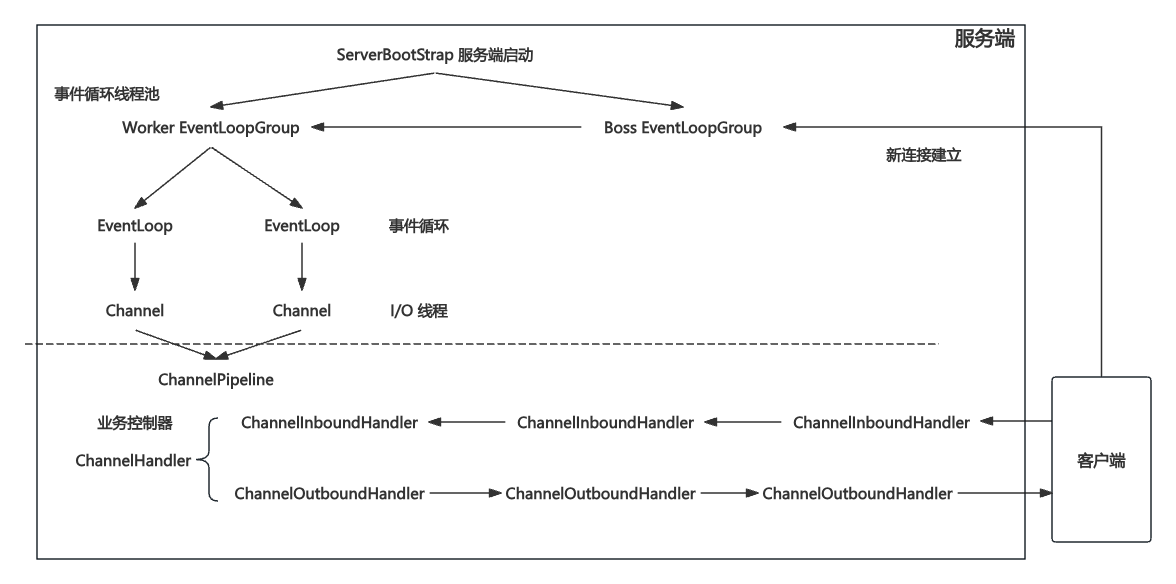 服务端
ServerBootStrap 服务端启动
事件循环线程池
Worker EventLoopGroup
Boss EventLoopGroup
新连接建立
EventLoop
EventLoop
事件循环
Channel
Channel
I/O 线程
ChannelPipeline
业务控制器
ChannelHandler
ChannelInboundHandler
ChannelInboundHandler
ChannelInboundHandler
客户端
ChannelOutboundHandler
ChannelOutboundHandler
ChannelOutboundHandler